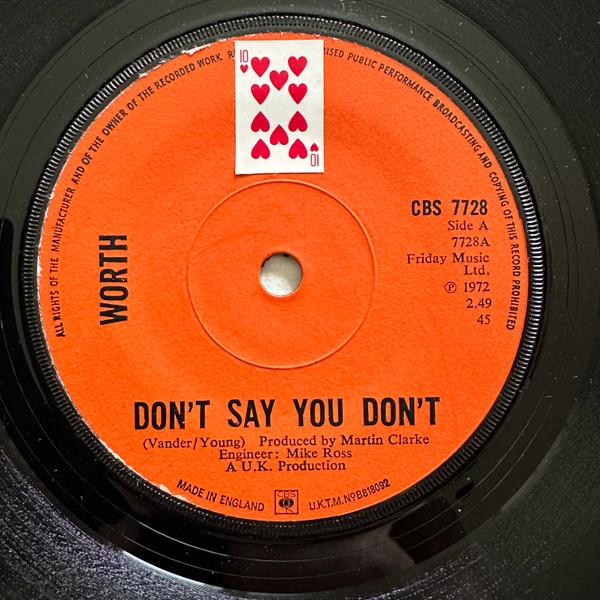 ALL RIGHTS OF THE MANUFACTURER AND OF THE OWNER OF THE RECORDED WORK PUBLIC PERFORMANCE BROADCASTING AND COPYING OF THIS RECORD PROHIBITED
10
10
WORTH
CBS 7728
Side A
7728A
Friday Music
Ltd.
Ⓟ 1972
2.49
45
DON'T SAY YOU DON'T
(Vander/Young) Produced by Martin Clarke
Engineer: Mike Ross
A U.K. Production
MADE IN ENGLAND
CBS
U.K.T.M.NºB818092